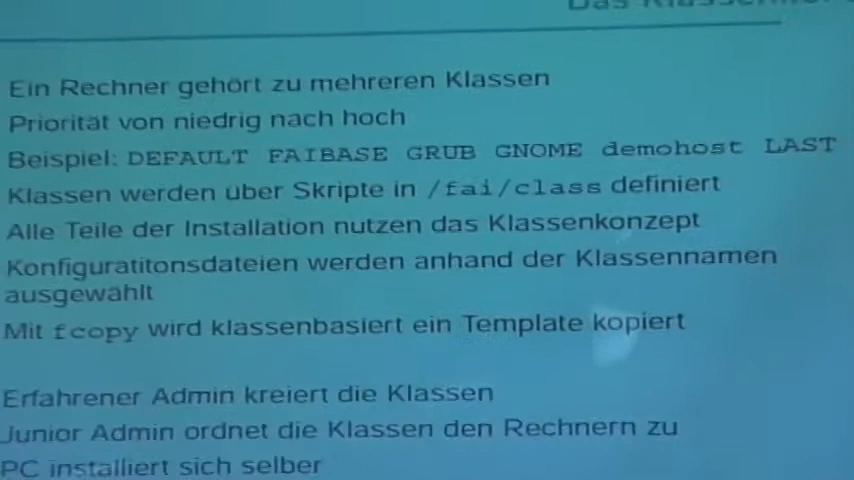 Das
Ein Rechner gehört zu mehreren Klassen
Priorität von niedrig nach hoch
Beispiel: DEFAULT FAIBASE GRUB GNOME demohost LAST
Klassen werden über Skripte in /fai/class definiert
Alle Teile der Installation nutzen das Klassenkonzept
Konfiguratitonsdateien werden anhand der Klassennamen
ausgewählt
Mit fcopy wird klassenbasiert ein Template kopiert
Erfahrener Admin kreiert die Klassen
Junior Admin ordnet die Klassen den Rechnern zu
PC installiert sich selber